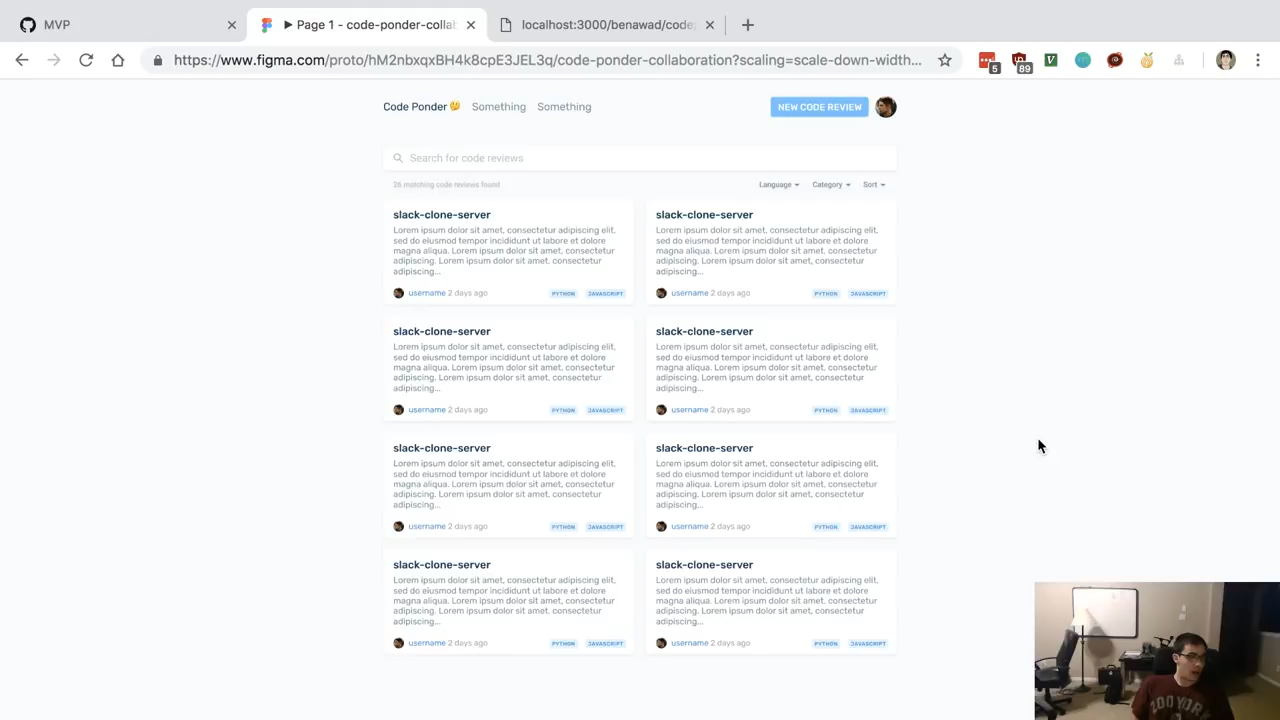 MVP
▶ Page 1 - code-ponder-collab
localhost:3000/benawad/code
https://www.figma.com/proto/hM2nbxqxBH4k8cpE3JEL3q/code-ponder-collaboration?scaling=scale-down-width...
5
89
Code Ponder🤔 Something Something
NEW CODE REVIEW
Search for code reviews
26 matching code reviews found
Language Category Sort
slack-clone-server
Lorem ipsum dolor sit amet, consectetur adipiscing elit,
sed do eiusmod tempor incididunt ut labore et dolore
magna aliqua. Lorem ipsum dolor sit amet, consectetur
adipiscing. Lorem ipsum dolor sit amet. consectetur
adipiscing...
username 2 days ago PYTHON JAVASCRIPT
slack-clone-server
Lorem ipsum dolor sit amet, consectetur adipiscing elit,
sed do eiusmod tempor incididunt ut labore et dolore
magna aliqua. Lorem ipsum dolor sit amet, consectetur
adipiscing. Lorem ipsum dolor sit amet, consectetur
adipiscing...
username 2 days ago PYTHON JAVASCRIPT
slack-clone-server
Lorem ipsum dolor sit amet, consectetur adipiscing elit,
sed do eiusmod tempor incididunt ut labore et dolore
magna aliqua. Lorem ipsum dolor sit amet, consectetur
adipiscing. Lorem ipsum dolor sit amet, consectetur
adipiscing...
username 2 days ago PYTHON JAVASCRIPT
slack-clone-server
Lorem ipsum dolor sit amet, consectetur adipiscing elit,
sed do eiusmod tempor incididunt ut labore et dolore
magna aliqua. Lorem ipsum dolor sit amet, consectetur
adipiscing. Lorem ipsum dolor sit amet, consectetur
adipiscing...
username 2 days ago PYTHON JAVASCRIPT
slack-clone-server
Lorem ipsum dolor sit amet, consectetur adipiscing elit,
sed do eiusmod tempor incididunt ut labore et dolore
magna aliqua. Lorem ipsum dolor sit amet, consectetur
adipiscing. Lorem ipsum dolor sit amet, consectetur
adipiscing...
username 2 days ago PYTHON JAVASCRIPT
slack-clone-server
Lorem ipsum dolor sit amet, consectetur adipiscing elit,
sed do eiusmod tempor incididunt ut labore et dolore
magna aliqua. Lorem ipsum dolor sit amet, consectetur
adipiscing. Lorem ipsum dolor sit amet, consectetur
adipiscing...
username 2 days ago PYTHON JAVASCRIPT
slack-clone-server
Lorem ipsum dolor sit amet, consectetur adipiscing elit,
sed do eiusmod tempor incididunt ut labore et dolore
magna aliqua. Lorem ipsum dolor sit amet, consectetur
adipiscing. Lorem ipsum dolor sit amet, consectetur
adipiscing...
username 2 days ago PYTHON JAVASCRIPT
slack-clone-server
Lorem ipsum dolor sit amet, consectetur adipiscing elit,
sed do eiusmod tempor incididunt ut labore et dolore
magna aliqua. Lorem ipsum dolor sit amet, consectetur
adipiscing. Lorem ipsum dolor sit amet, consectetur
adipiscing...
username 2 days ago PYTHON JAVASCRIPT
ZOO YORK